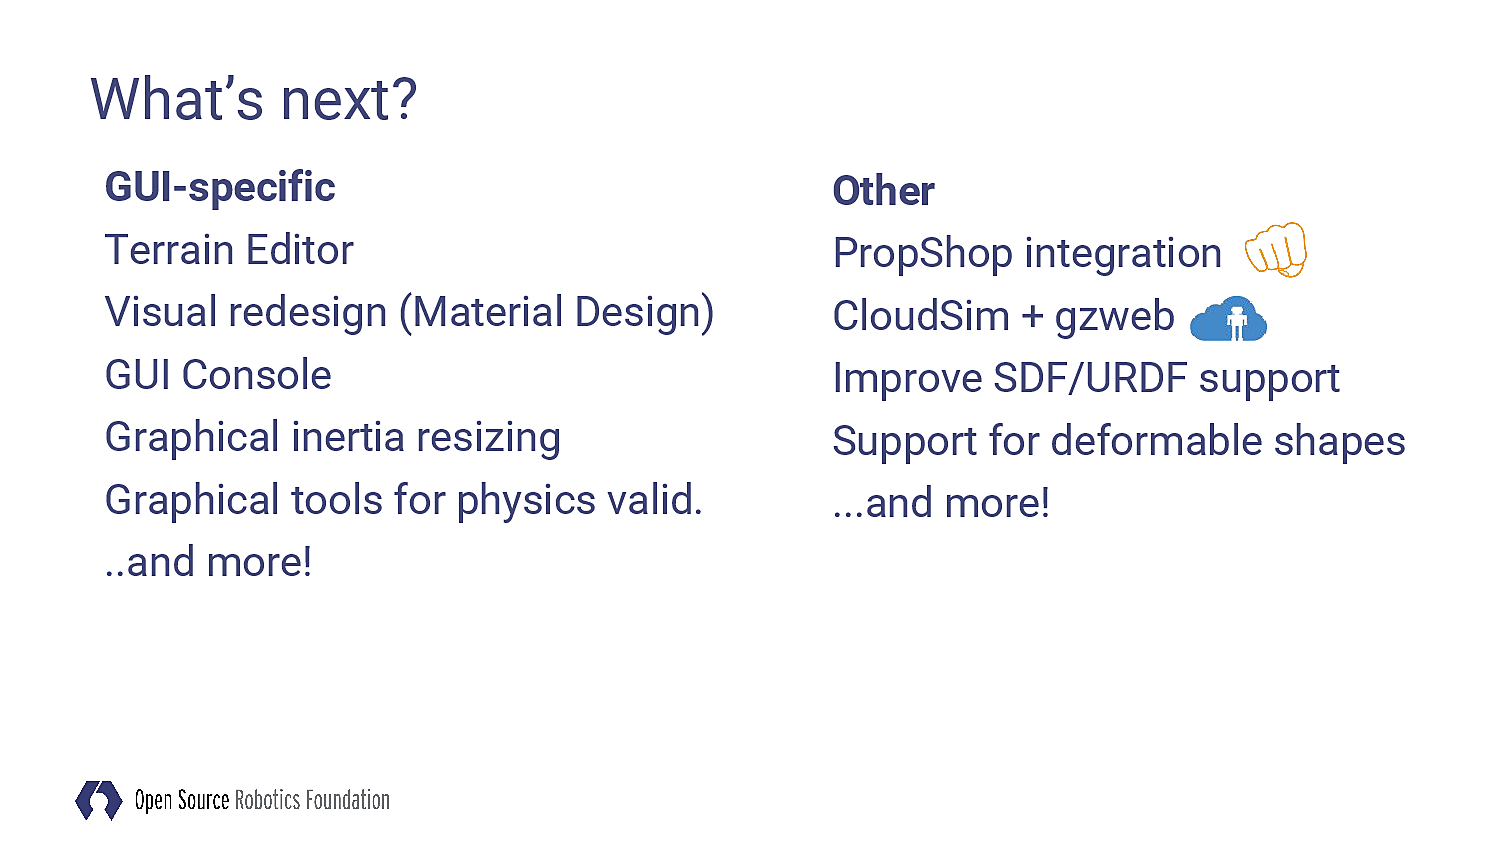 What’s next?
GUI-specific
Terrain Editor
Visual redesign (Material Design)
GUI Console
Graphical inertia resizing
Graphical tools for physics valid.
..and more!
Other
PropShop integration
CloudSim + gzweb
Improve SDF/URDF support
Support for deformable shapes
...and more!
Open Source Robotics Foundation